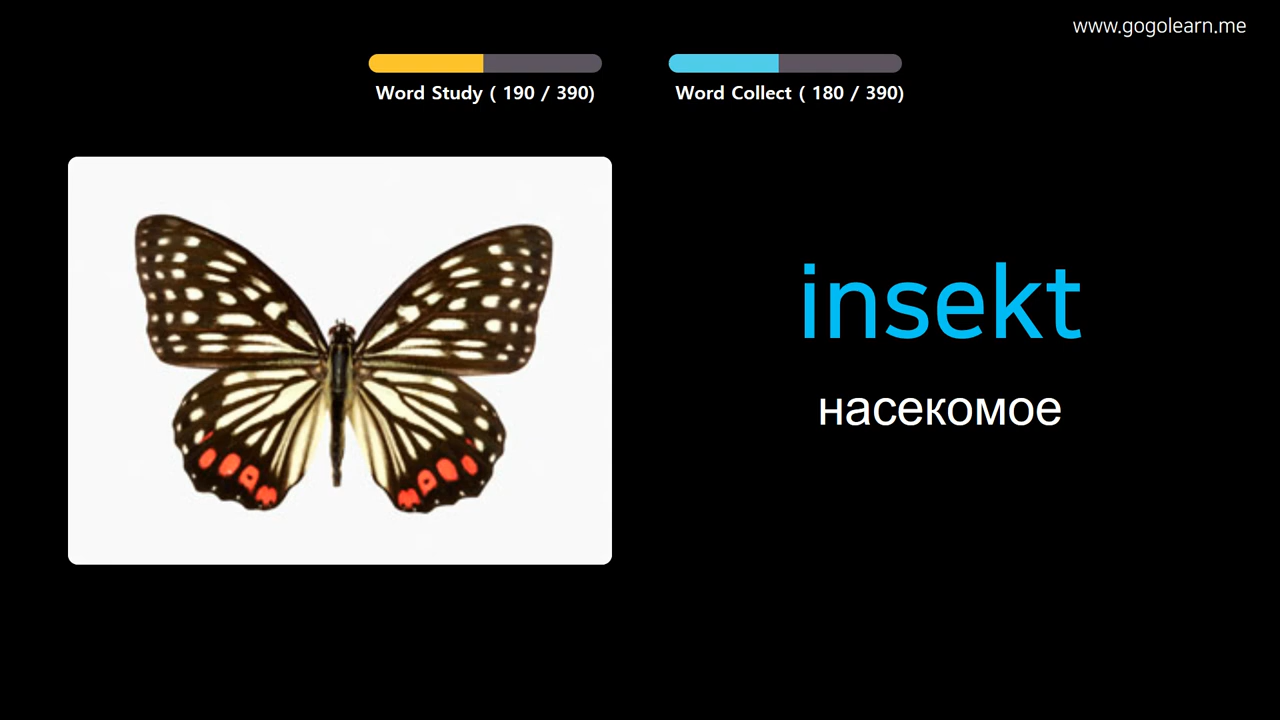 www.gogolearn.me
Word Study ( 190 / 390)
Word Collect ( 180 / 390)
insekt
насекомое